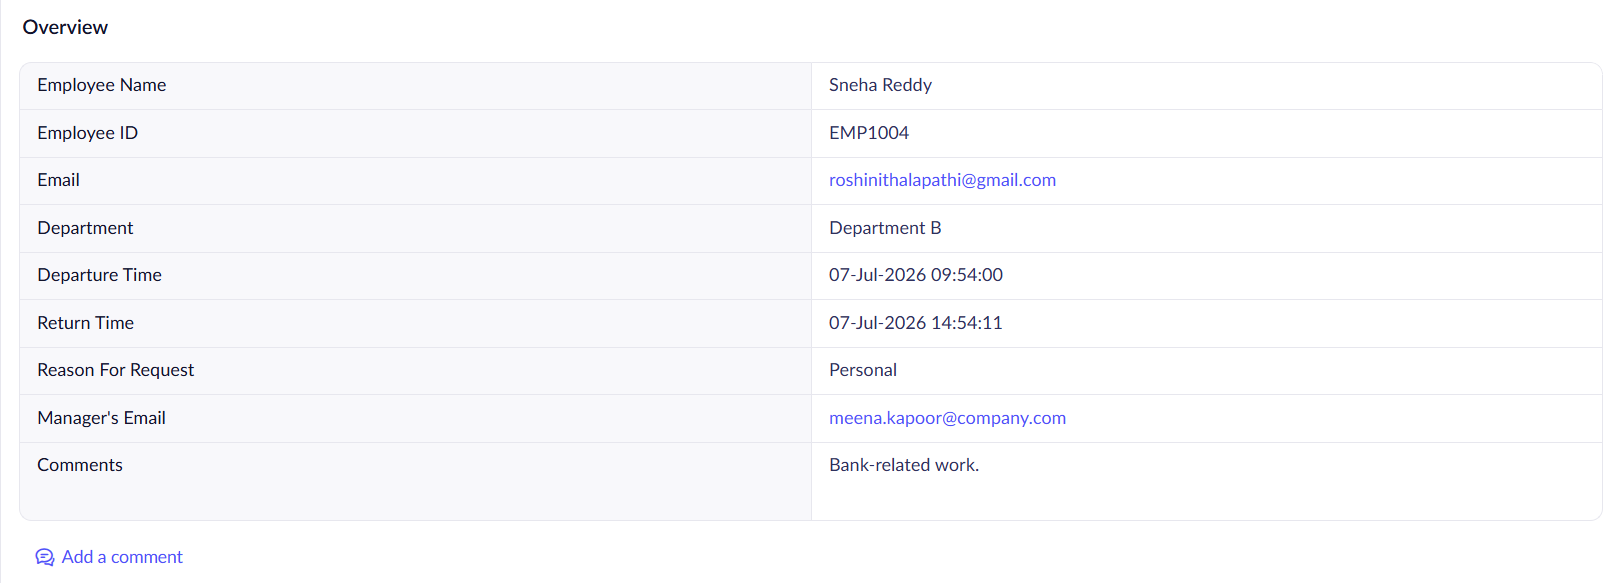 Overview
Employee Name Sneha Reddy
Employee ID EMP1004
Email roshinithalapathi@gmail.com
Department Department B
Departure Time 07-Jul-2026 09:54:00
Return Time 07-Jul-2026 14:54:11
Reason For Request Personal
Manager's Email meena.kapoor@company.com
Comments Bank-related work.
Add a comment